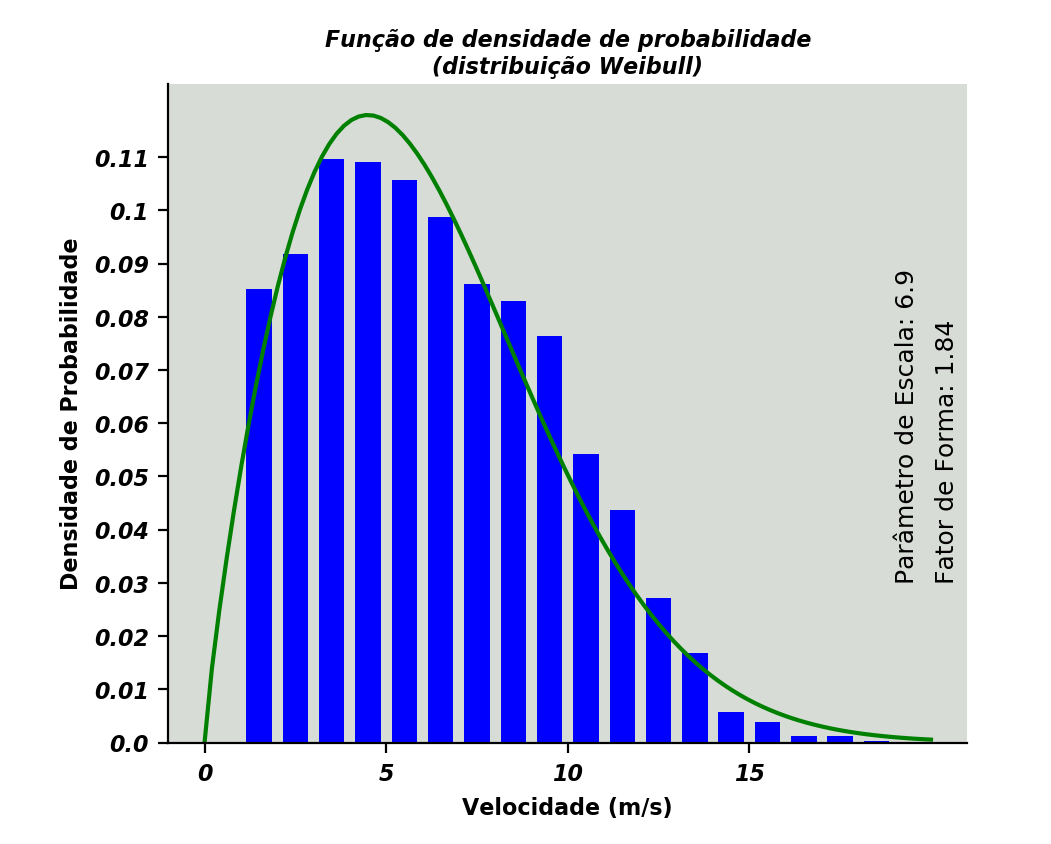 Função de densidade de probabilidade
(distribuição Weibull)
Densidade de Probabilidade
0.11
0.1
0.09
0.08
0.07
0.06
0.05
0.04
0.03
0.02
0.01
0.0
0
5
10
15
Velocidade (m/s)
Parâmetro de Escala: 6.9
Fator de Forma: 1.84